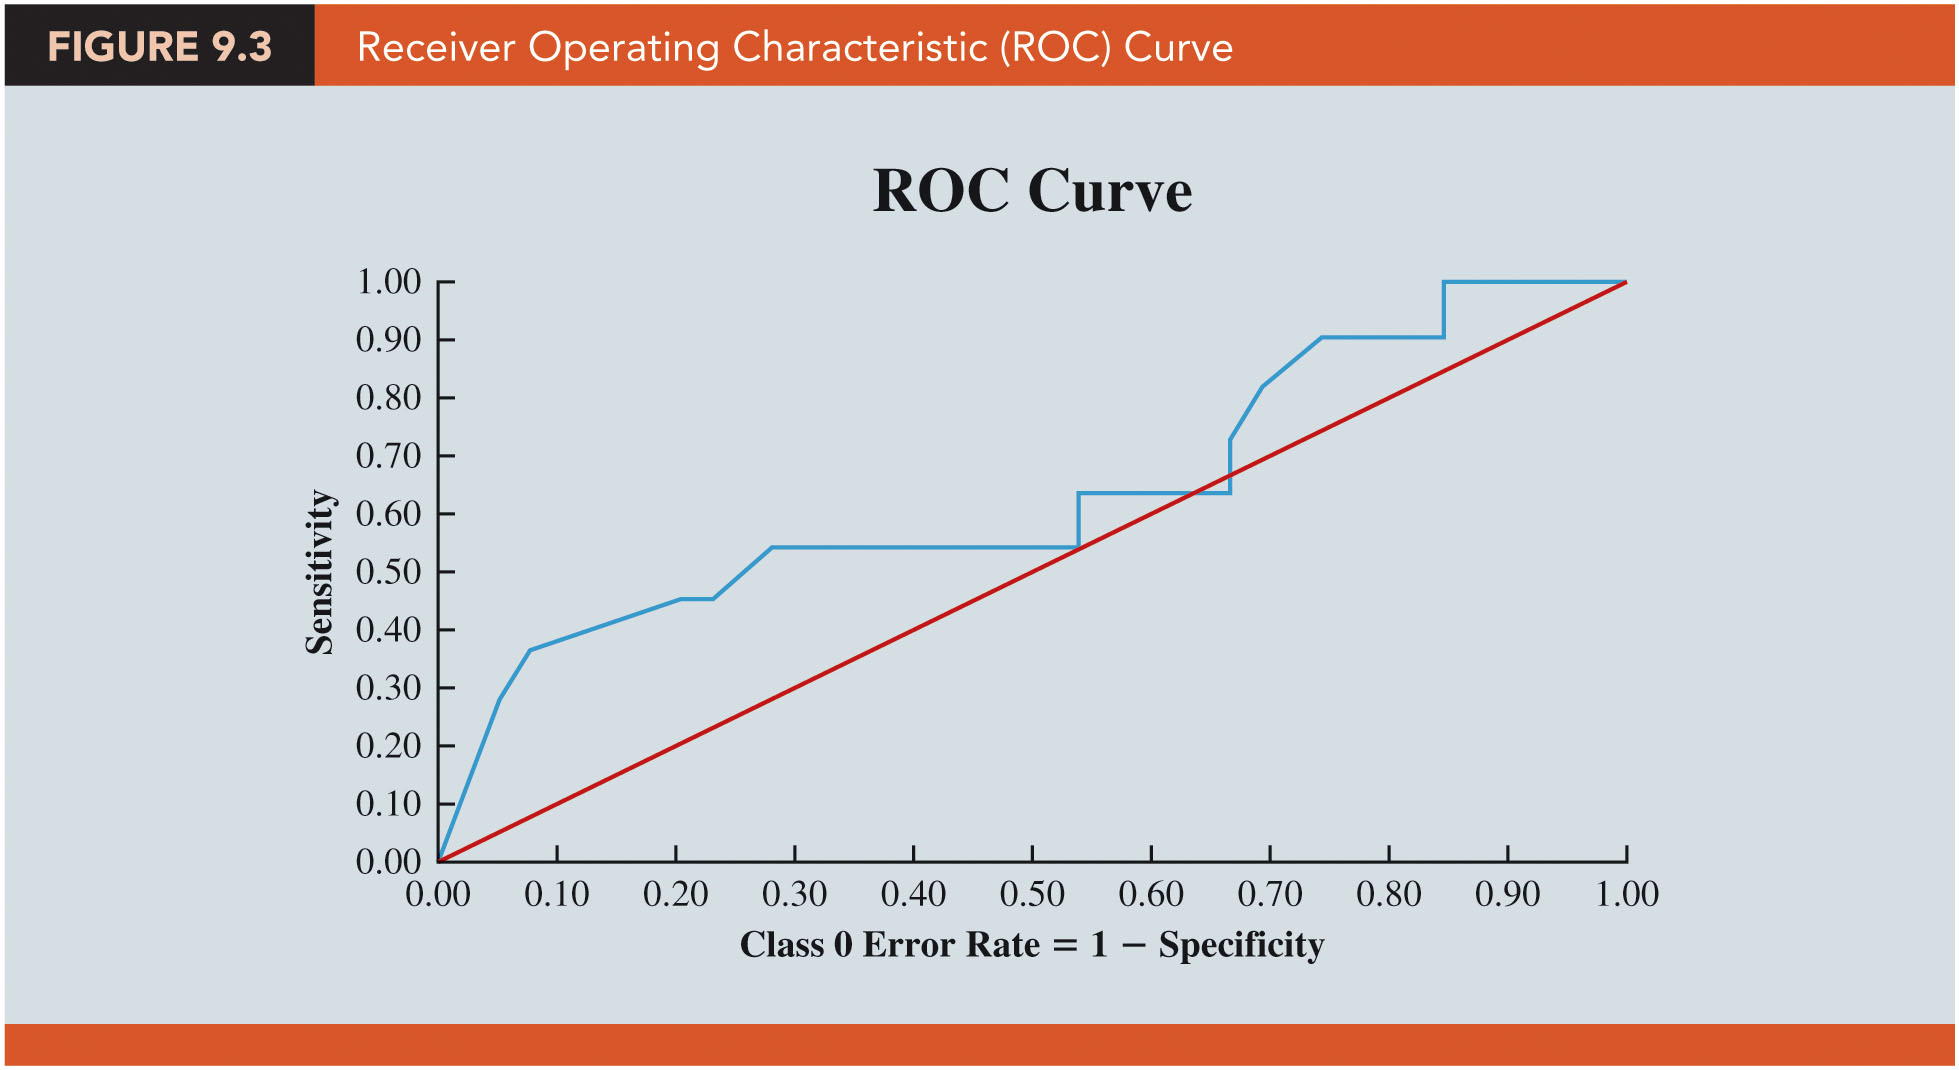 FIGURE 9.3 Receiver Operating Characteristic (ROC) Curve
ROC Curve
1.00
0.90
0.80
0.70
0.60
0.50
0.40
0.30
0.20
0.10
0.00
Sensitivity
0.00 0.10 0.20 0.30 0.40 0.50 0.60 0.70 0.80 0.90 1.00
Class 0 Error Rate = 1 − Specificity